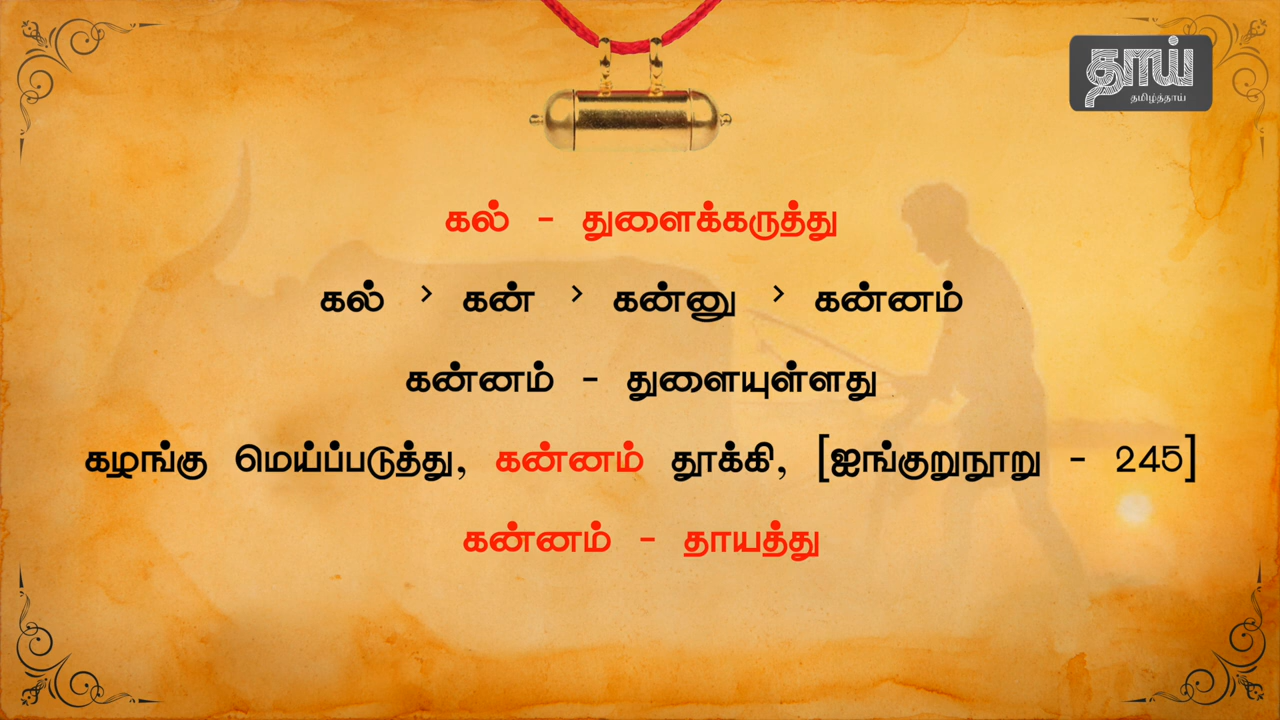 தாய்
தமிழ்த்தாய்
கல் - துளைக்கருத்து
கல் > கன் > கன்னு > கன்னம்
கன்னம் - துளையுள்ளது
கழங்கு மெய்ப்படுத்து, கன்னம் தூக்கி, [ஐங்குறுநூறு - 245]
கன்னம் - தாயத்து